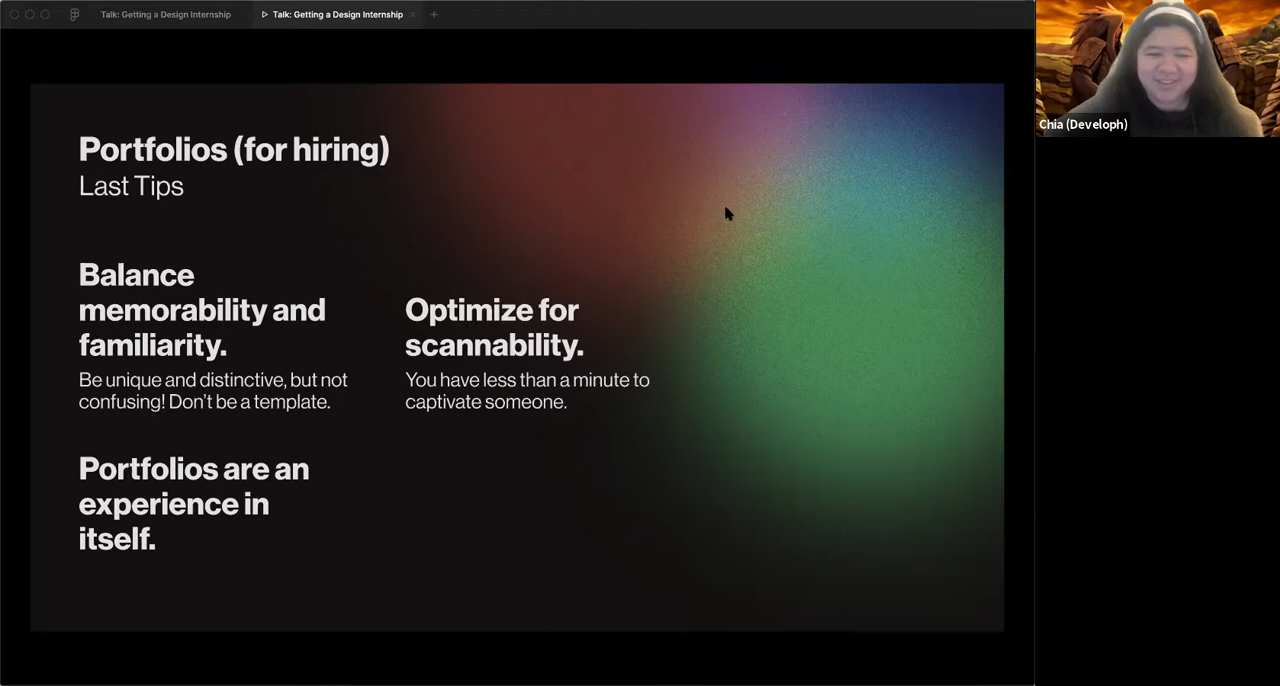 Talk: Getting a Design Internship
Talk: Getting a Design Internship
Chia (Developh)
Portfolios (for hiring)
Last Tips
Balance
memorability and
familiarity.
Be unique and distinctive, but not
confusing! Don't be a template.
Optimize for
scannability.
You have less than a minute to
captivate someone.
Portfolios are an
experience in
itself.